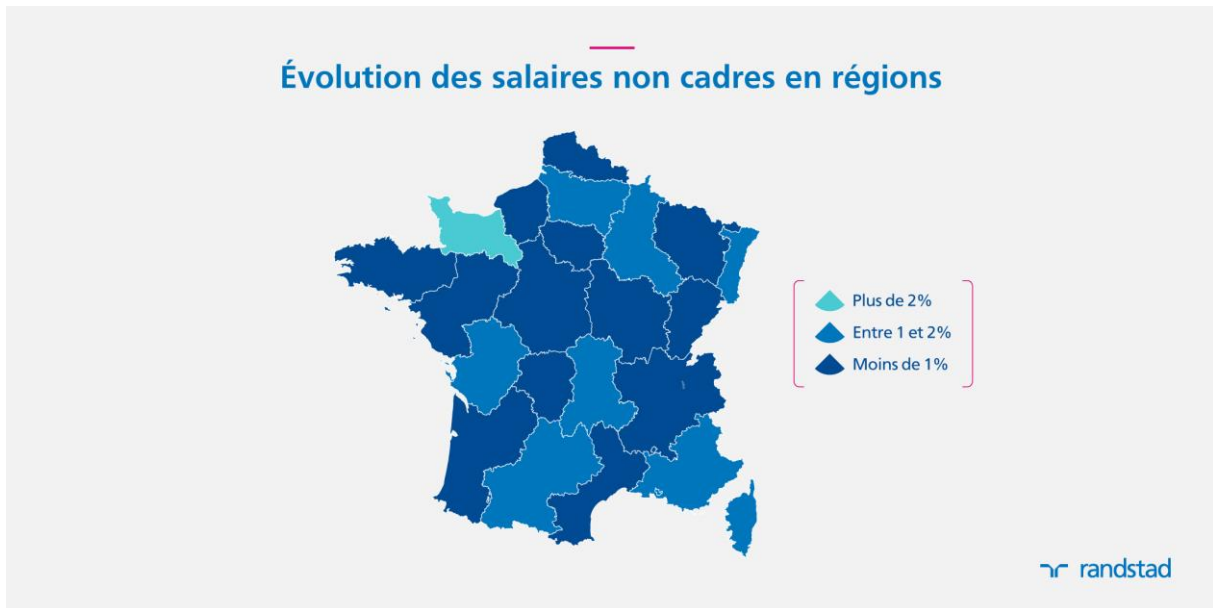 Évolution des salaires non cadres en régions
Plus de 2%
Entre 1 et 2%
Moins de 1%
randstad